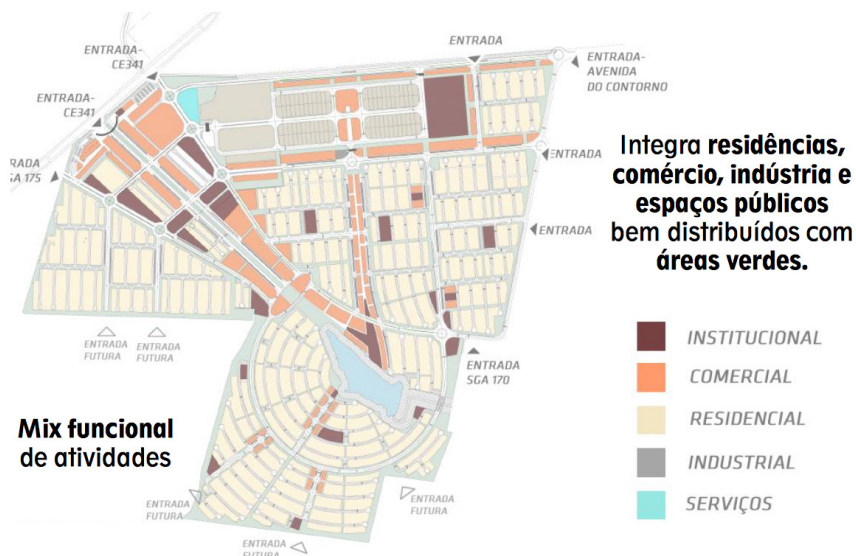 ENTRADA-
CE341
ENTRADA
ENTRADA-
AVENIDA
DO CONTORNO
ENTRADA-
CE341
ENTRADA
SGA 175
ENTRADA
ENTRADA
Integra residências,
comércio, indústria e
espaços públicos
bem distribuídos com
áreas verdes.
ENTRADA
FUTURA
ENTRADA
FUTURA
ENTRADA
SGA 170
INSTITUCIONAL
COMERCIAL
RESIDENCIAL
INDUSTRIAL
SERVIÇOS
Mix funcional
de atividades
ENTRADA
FUTURA
ENTRADA
FUTURA
ENTRADA
FUTURA